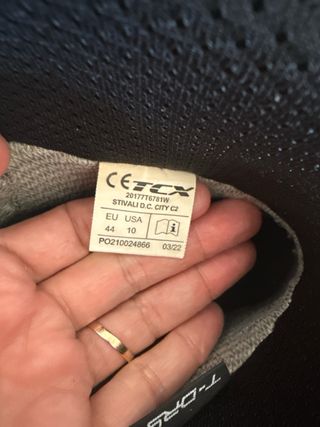 CE TCX
20177T6781W
STIVALI D.C. CITY C2
EU USA
44 10
PO210024866 03/22
T-DRY